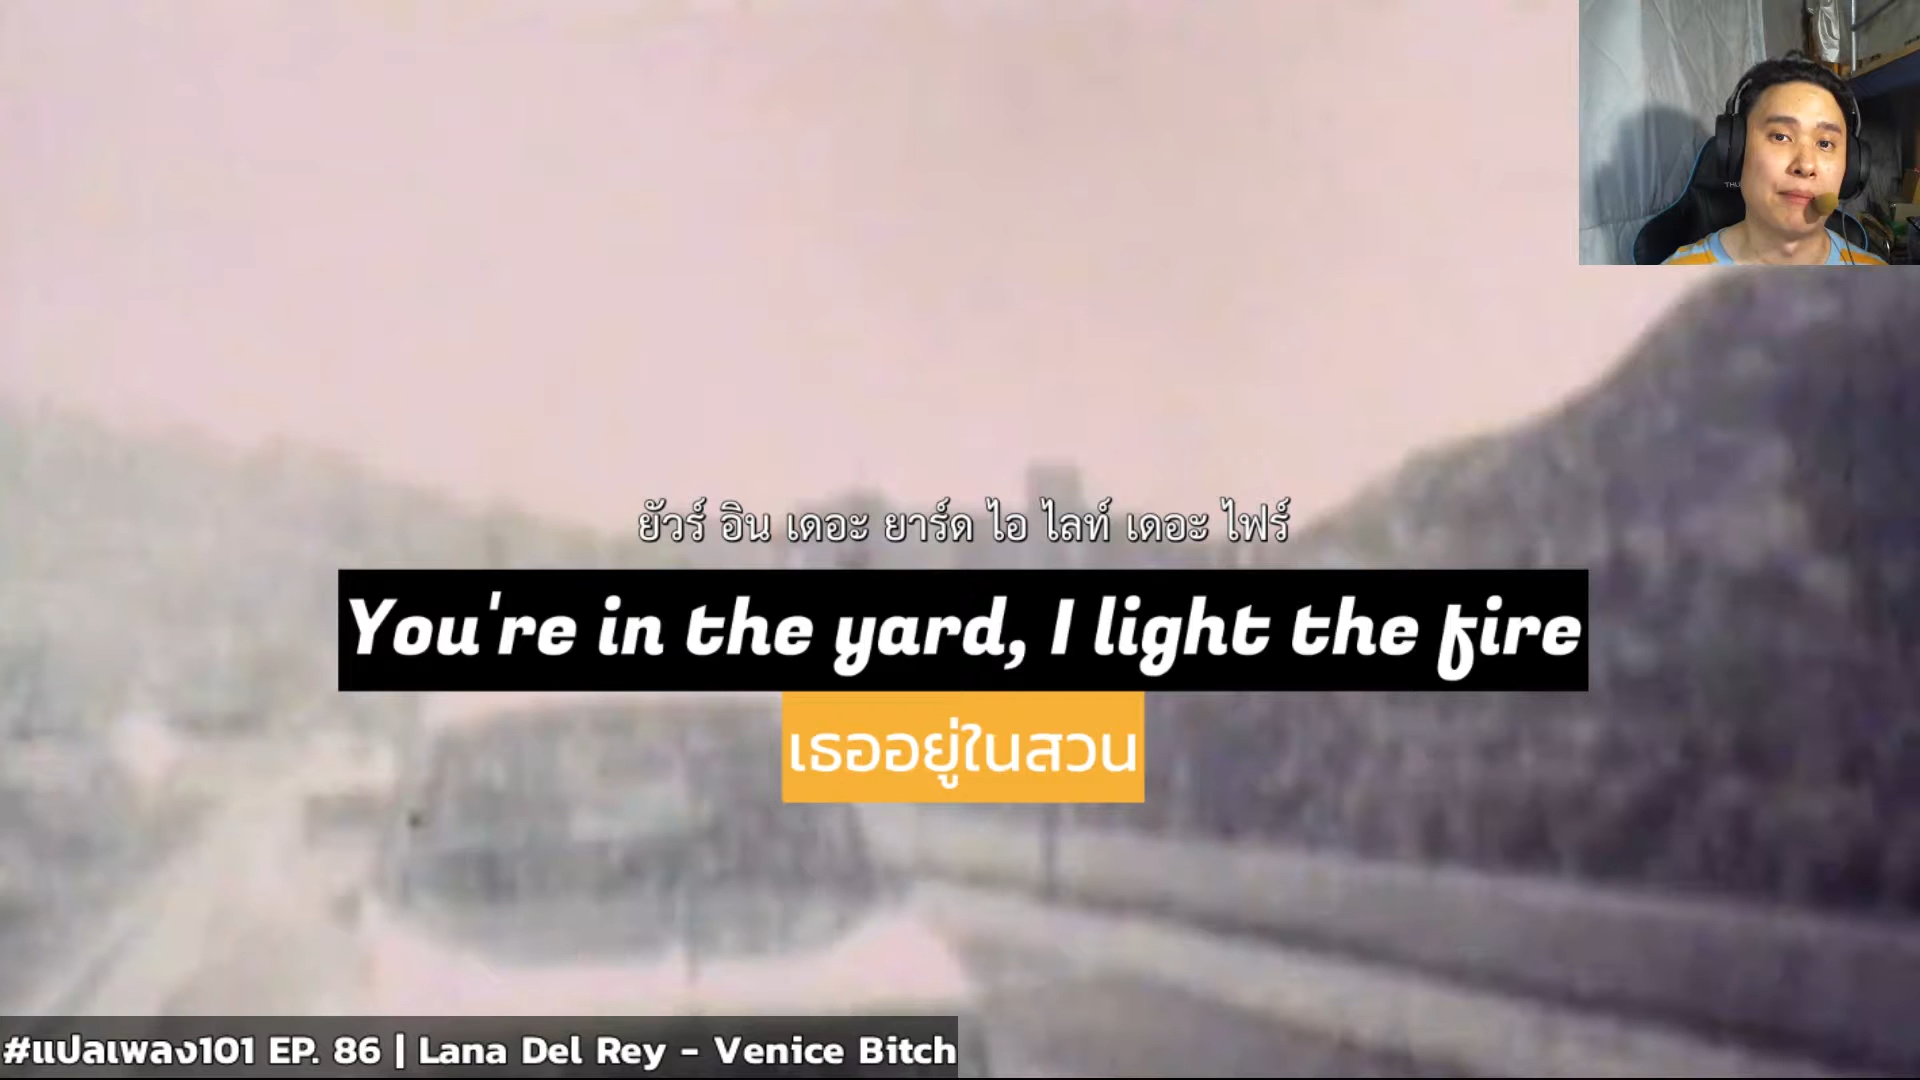 ยัวร์ อิน เดอะ ยาร์ด ไอ ไลท์ เดอะ ไฟร์
You're in the yard, I light the fire
เธออยู่ในสวน
#แปลเพลง101 EP. 86 | Lana Del Rey - Venice Bitch